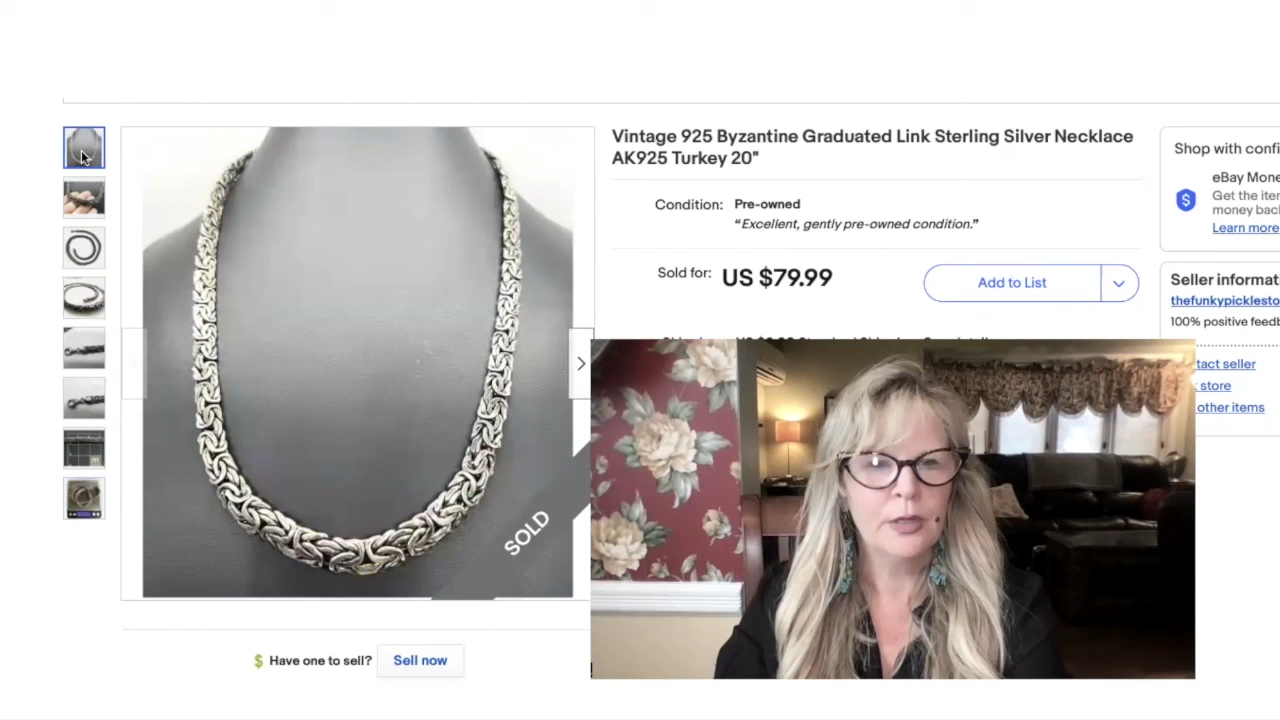 Vintage 925 Byzantine Graduated Link Sterling Silver Necklace
AK925 Turkey 20"
Condition: Pre-owned
“Excellent, gently pre-owned condition.”
Sold for: US $79.99
Add to List
SOLD
$ Have one to sell? Sell now
Shop with confi
eBay Mone
Get the iter
money bac
Learn more
Seller informat
thefunkypicklesto
100% positive feedb
tact seller
store
other items